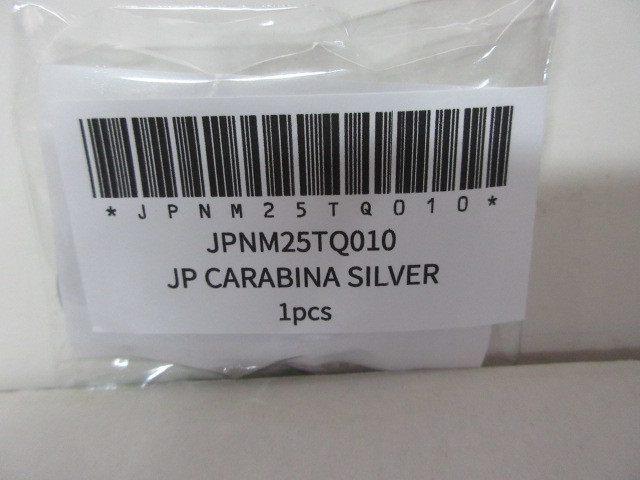 *JPNM25TQ010*
JPNM25TQ010
JP CARABINA SILVER
1pcs